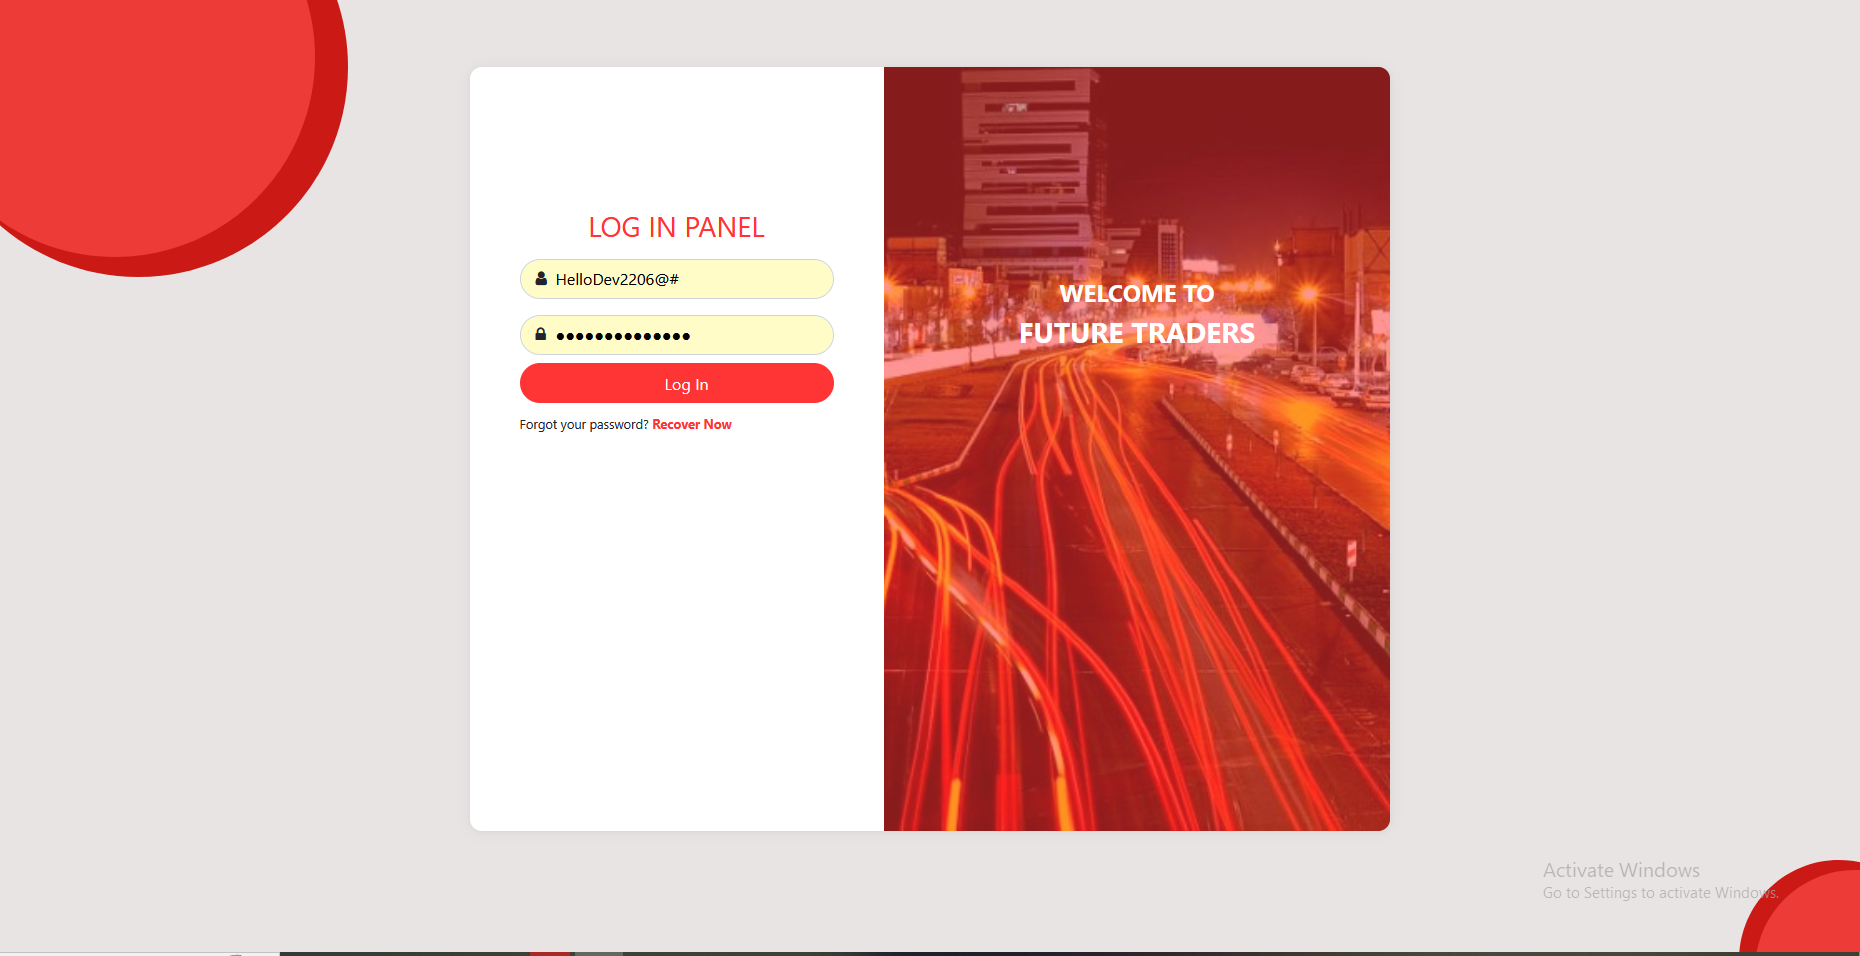 LOG IN PANEL
HelloDev2206@#
••••••••••••••
Log In
Forgot your password? Recover Now
WELCOME TO
FUTURE TRADERS
Activate Windows
Go to Settings to activate Windows.